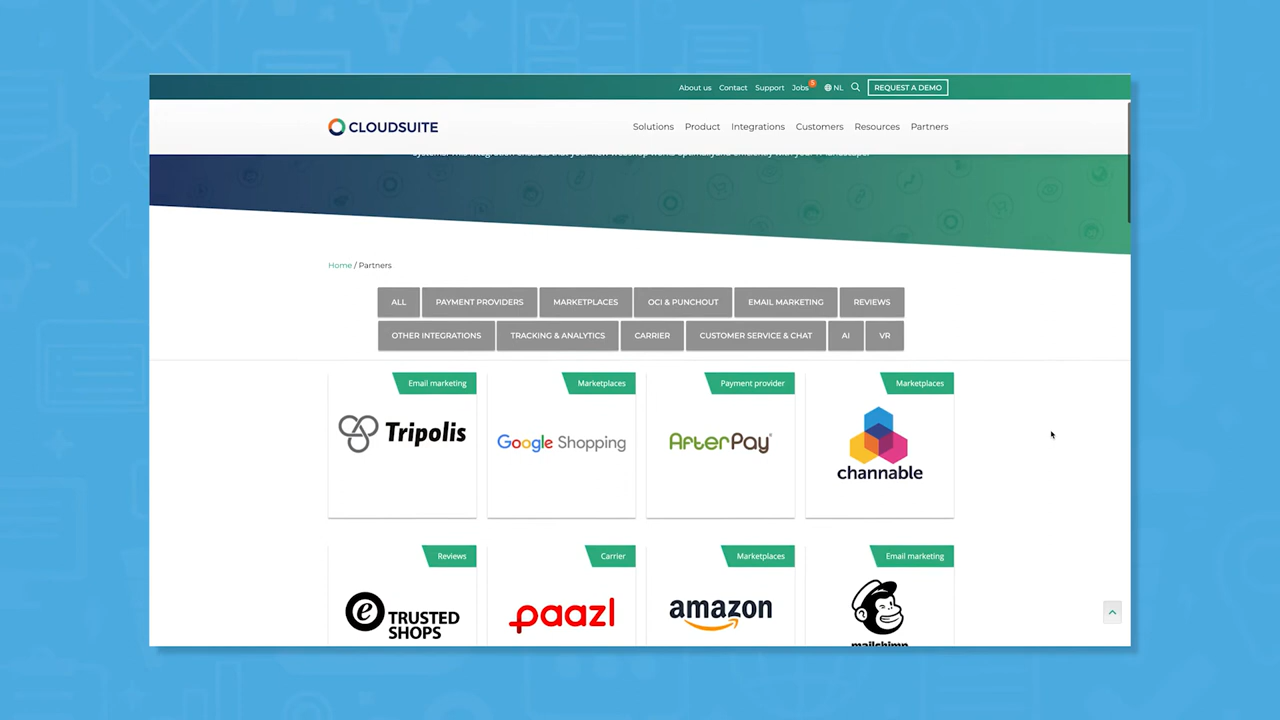 About us Contact Support Jobs 5 NL REQUEST A DEMO
CLOUDSUITE Solutions Product Integrations Customers Resources Partners
Home / Partners
ALL PAYMENT PROVIDERS MARKETPLACES OCI & PUNCHOUT EMAIL MARKETING REVIEWS
OTHER INTEGRATIONS TRACKING & ANALYTICS CARRIER CUSTOMER SERVICE & CHAT AI VR
Email marketing Marketplaces Payment provider Marketplaces
Tripolis Google Shopping AfterPay channable
Reviews Carrier Marketplaces Email marketing
e TRUSTED SHOPS paazl amazon mailchimp